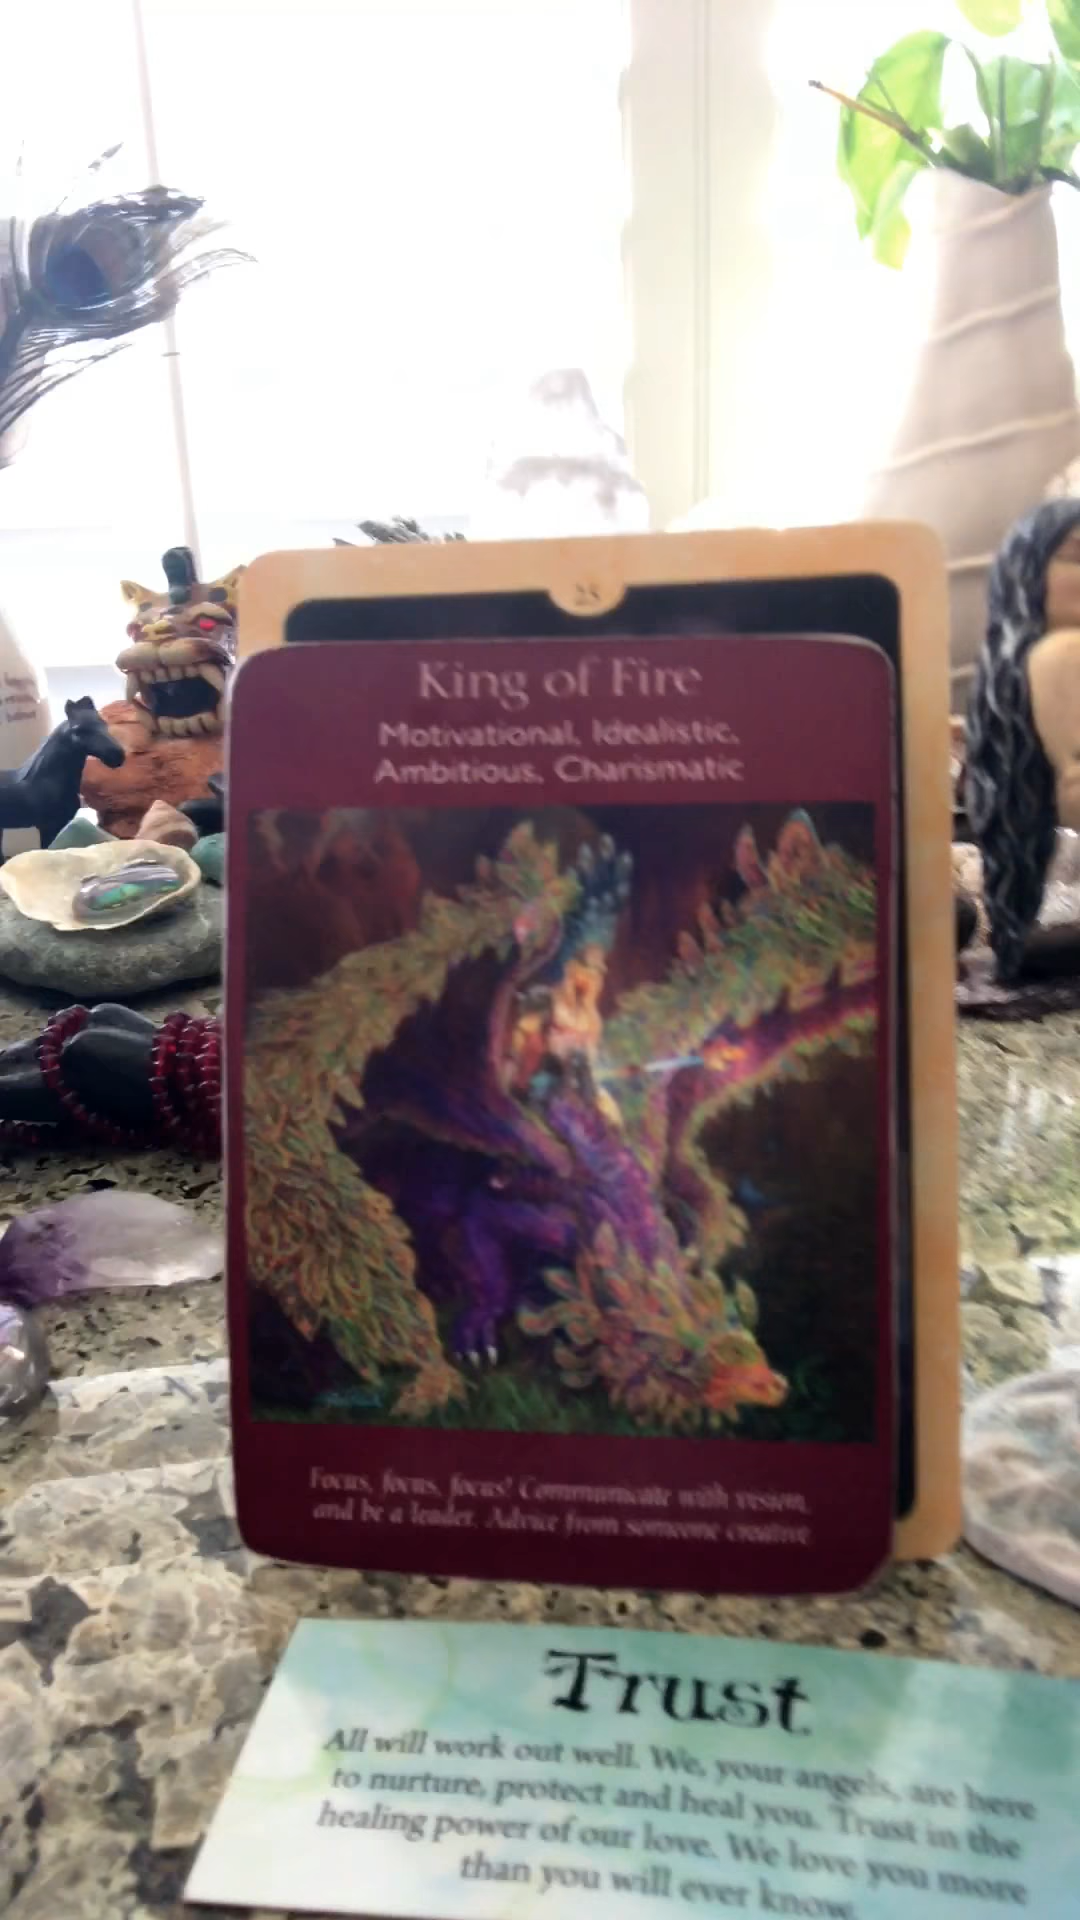 25
King of Fire
Motivational, Idealistic,
Ambitious, Charismatic
Focus, focus, focus! Communicate with vision,
and be a leader. Advice from someone creative.
Trust
All will work out well. We, your angels, are here
to nurture, protect and heal you. Trust in the
healing power of our love. We love you more
than you will ever know.